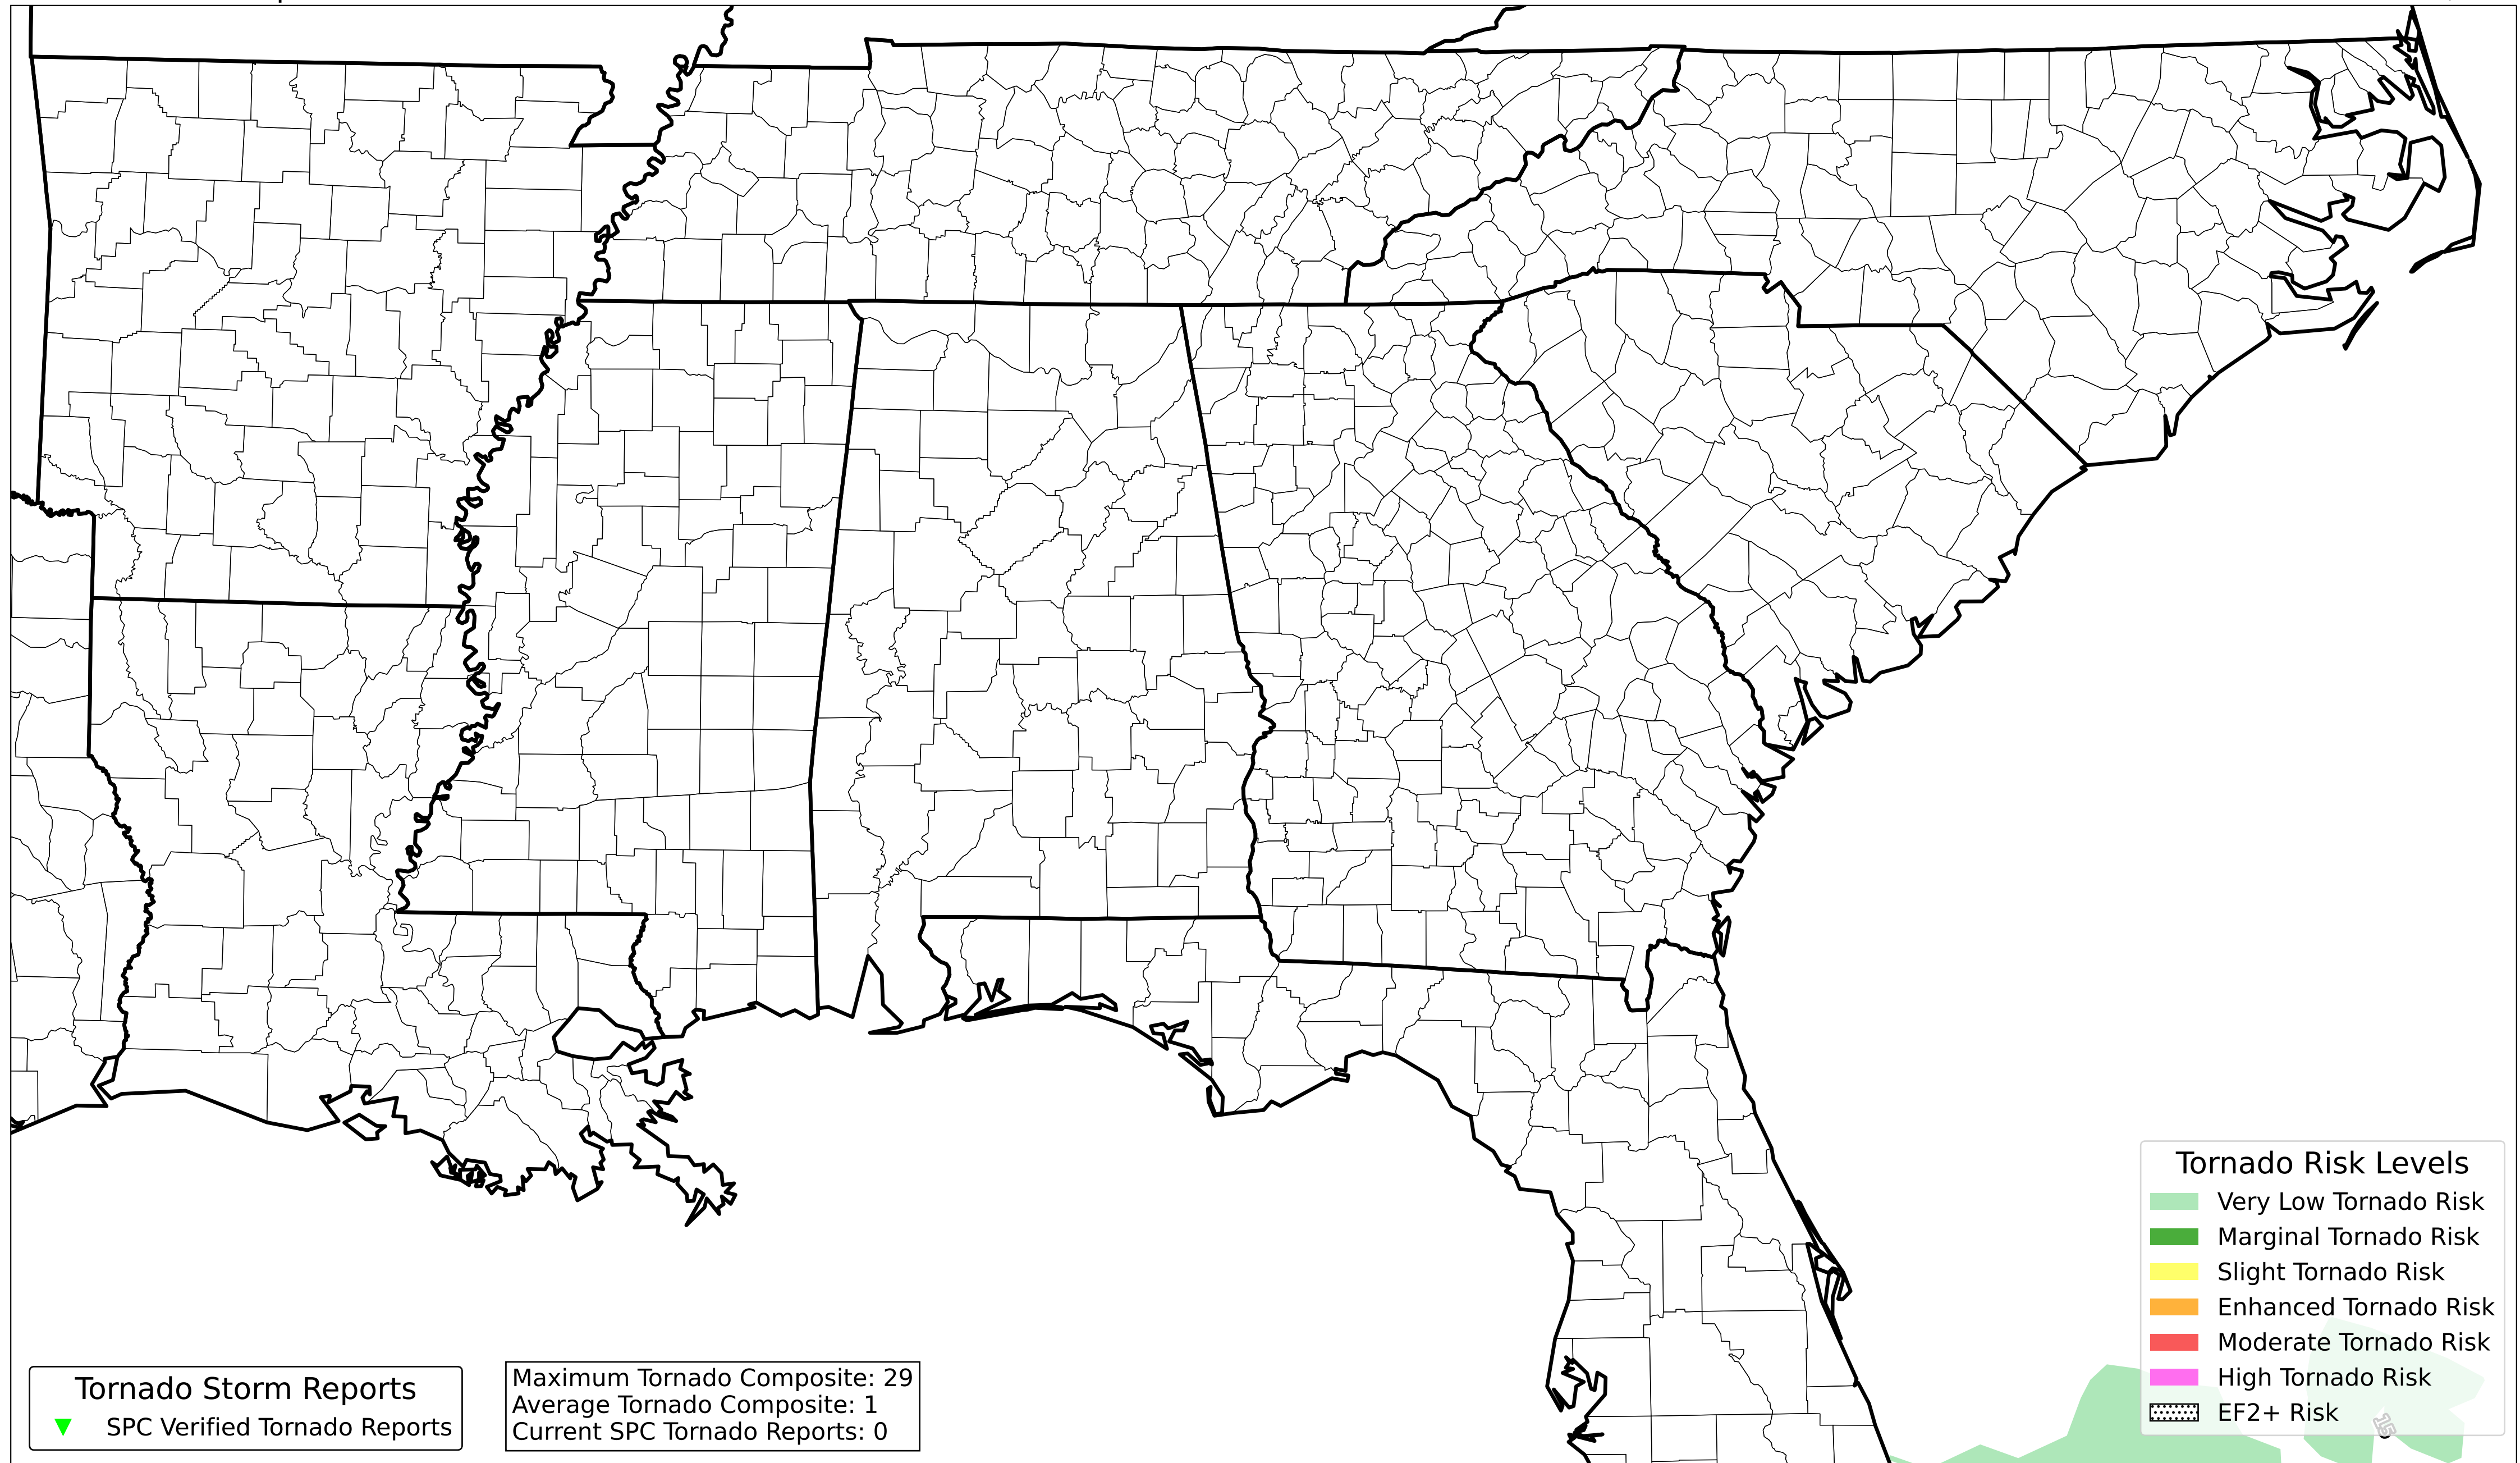 Tornado Risk Levels
Very Low Tornado Risk
Marginal Tornado Risk
Slight Tornado Risk
Enhanced Tornado Risk
Moderate Tornado Risk
High Tornado Risk
EF2+ Risk
15
Tornado Storm Reports
SPC Verified Tornado Reports
Maximum Tornado Composite: 29
Average Tornado Composite: 1
Current SPC Tornado Reports: 0